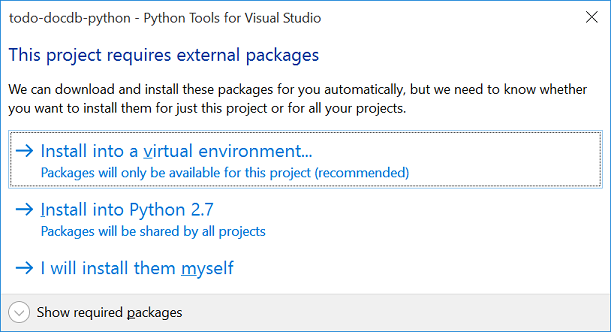 todo-docdb-python - Python Tools for Visual Studio
This project requires external packages
We can download and install these packages for you automatically, but we need to know whether
you want to install them for just this project or for all your projects.
Install into a virtual environment...
Packages will only be available for this project (recommended)
Install into Python 2.7
Packages will be shared by all projects
I will install them myself
Show required packages